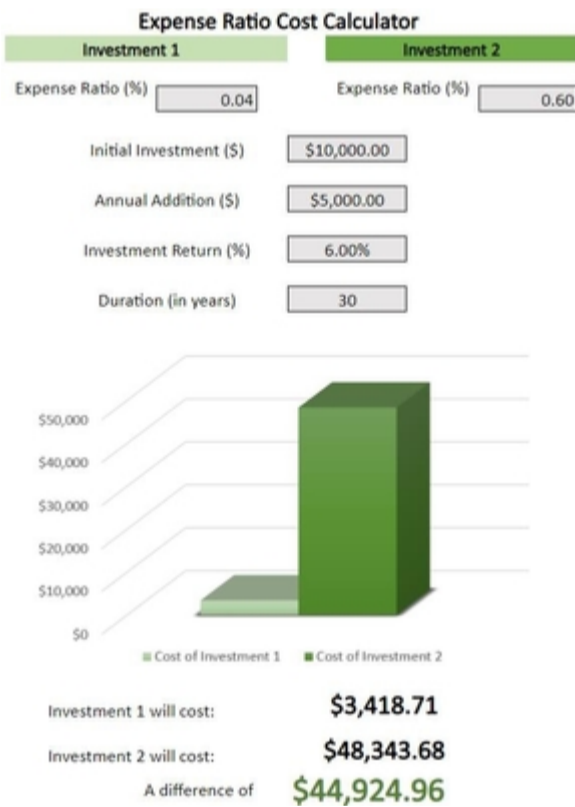 Expense Ratio Cost Calculator
Investment 1 Investment 2
Expense Ratio (%) 0.04 Expense Ratio (%) 0.60
Initial Investment ($) $10,000.00
Annual Addition ($) $5,000.00
Investment Return (%) 6.00%
Duration (in years) 30
$50,000
$40,000
$30,000
$20,000
$10,000
$0
Cost of Investment 1 Cost of Investment 2
Investment 1 will cost: $3,418.71
Investment 2 will cost: $48,343.68
A difference of $44,924.96